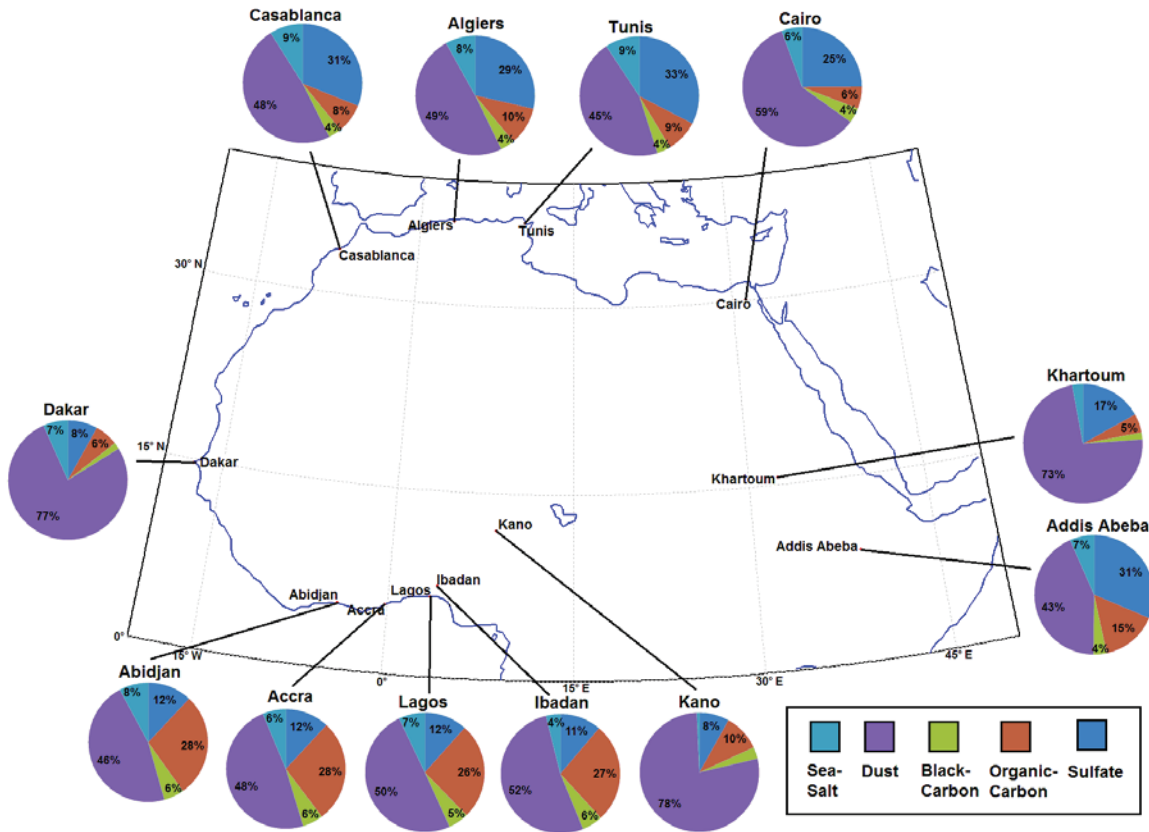 Casablanca
9%
31%
8%
4%
48%
Algiers
8%
29%
10%
4%
49%
Tunis
9%
33%
9%
4%
45%
Cairo
6%
25%
6%
4%
59%
Algiers
Tunis
Casablanca
30° N
Cairo
Khartoum
17%
5%
73%
Dakar
7%
8%
6%
77%
15° N
Dakar
Khartoum
Kano
Addis Abeba
Addis Abeba
7%
31%
15%
4%
43%
Abidjan
Accra
Lagos
Ibadan
0°
15° W
0°
15° E
30° E
45° E
Abidjan
8%
12%
28%
6%
46%
Accra
6%
12%
28%
6%
48%
Lagos
7%
12%
26%
5%
50%
Ibadan
4%
11%
27%
6%
52%
Kano
8%
10%
78%
Sea-
Salt
Dust
Black-
Carbon
Organic-
Carbon
Sulfate